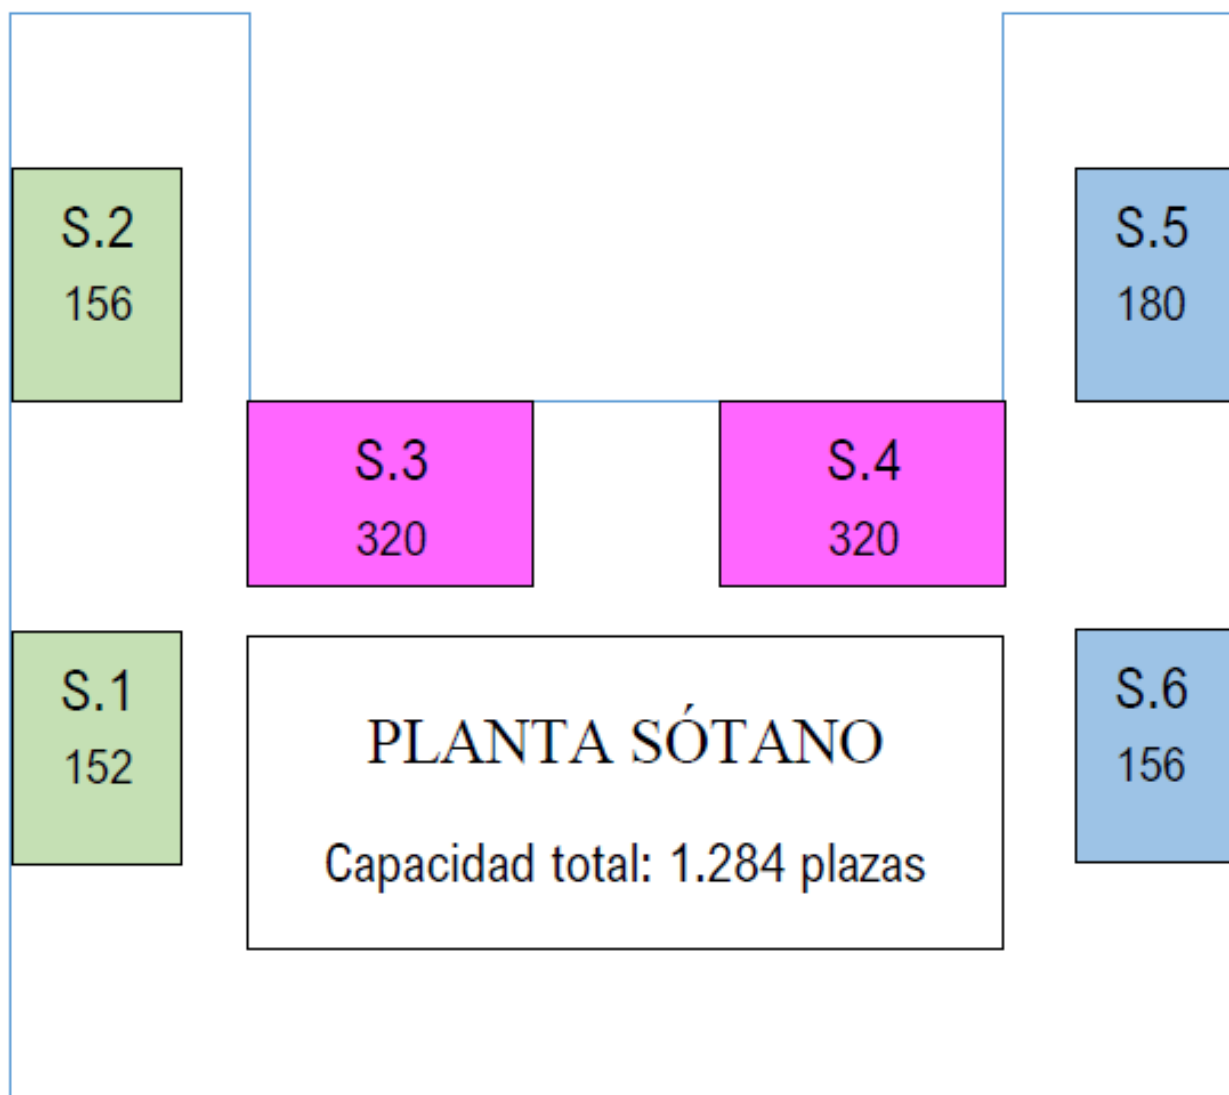 S.2
156
S.5
180
S.3
320
S.4
320
S.1
152
S.6
156
PLANTA SÓTANO
Capacidad total: 1.284 plazas